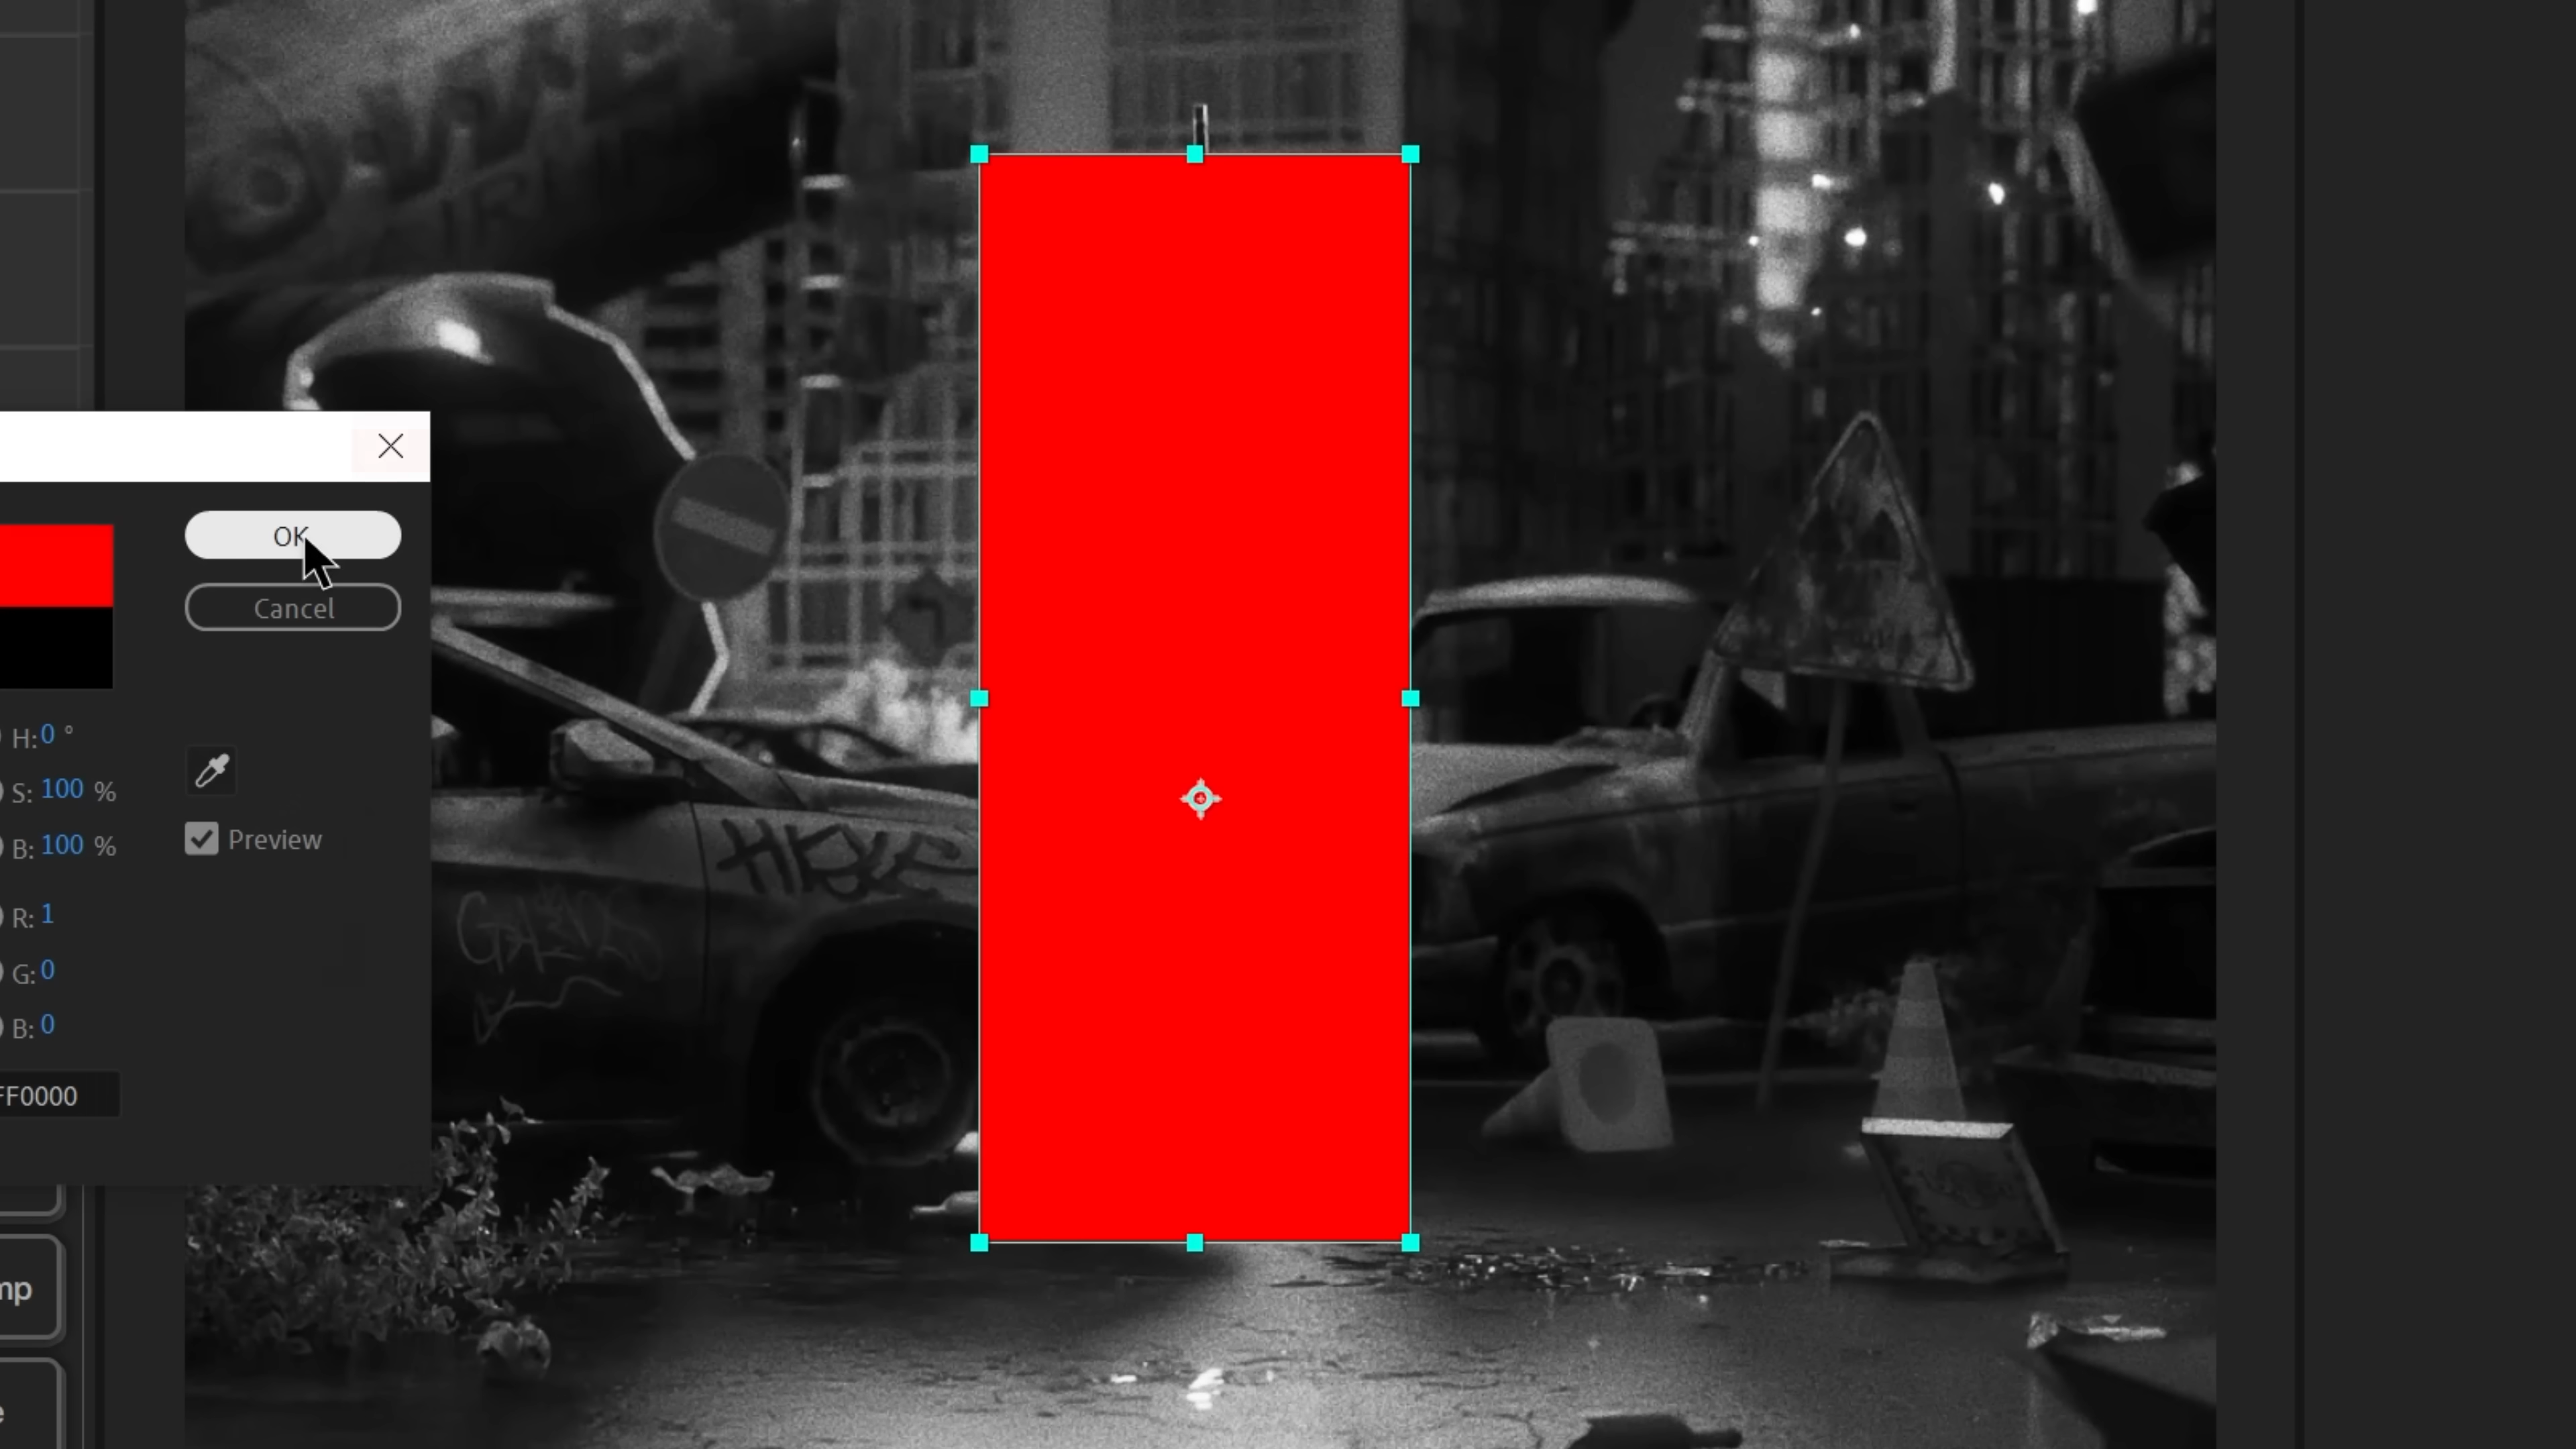 OK
Cancel
H: 0 °
S: 100 %
B: 100 %
Preview
R: 1
G: 0
B: 0
FF0000
mp
e